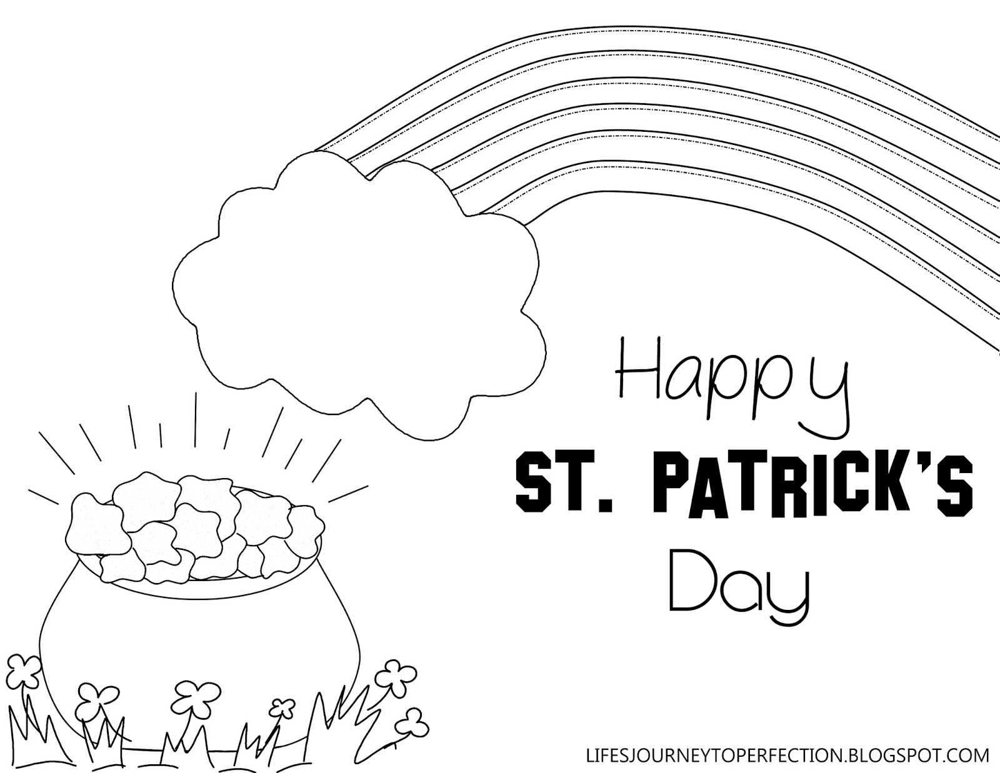 Happy
ST. PATRICK'S
Day
LIFESJOURNEYTOPERFECTION.BLOGSPOT.COM